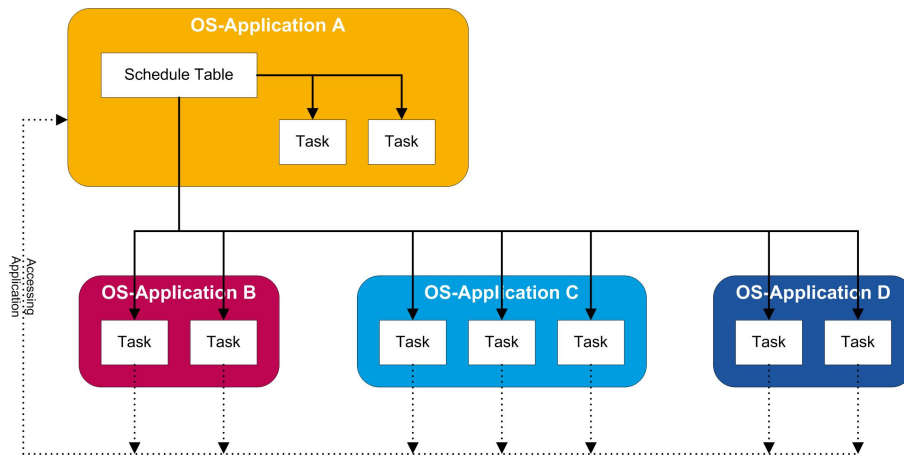 OS-Application A
Schedule Table
Task
Task
Accessing
Application
OS-Application B
OS-Application C
OS-Application D
Task
Task
Task
Task
Task
Task
Task